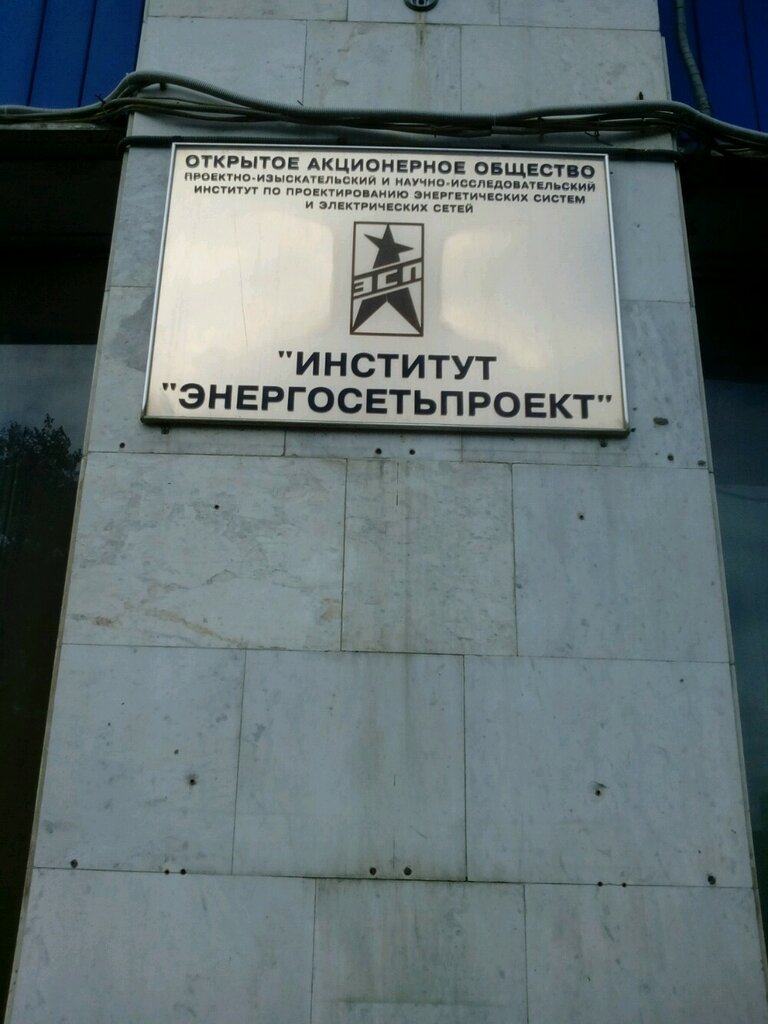 ОТКРЫТОЕ АКЦИОНЕРНОЕ ОБЩЕСТВО
ПРОЕКТНО-ИЗЫСКАТЕЛЬСКИЙ И НАУЧНО-ИССЛЕДОВАТЕЛЬСКИЙ
ИНСТИТУТ ПО ПРОЕКТИРОВАНИЮ ЭНЕРГЕТИЧЕСКИХ СИСТЕМ
И ЭЛЕКТРИЧЕСКИХ СЕТЕЙ
ЭСП
"ИНСТИТУТ
"ЭНЕРГОСЕТЬПРОЕКТ"